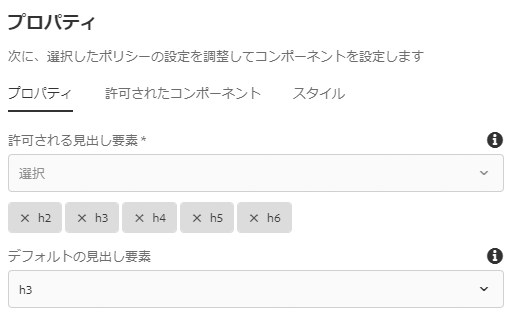 プロパティ
次に、選択したポリシーの設定を調整してコンポーネントを設定します
プロパティ 許可されたコンポーネント スタイル
許可される見出し要素*
選択
× h2 × h3 × h4 × h5 × h6
デフォルトの見出し要素
h3